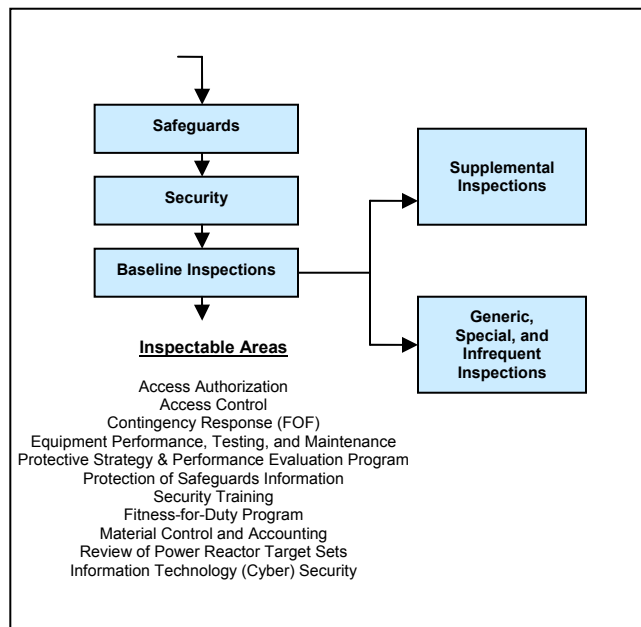 Safeguards
Security
Baseline Inspections
Supplemental
Inspections
Generic,
Special, and
Infrequent
Inspections
Inspectable Areas
Access Authorization
Access Control
Contingency Response (FOF)
Equipment Performance, Testing, and Maintenance
Protective Strategy & Performance Evaluation Program
Protection of Safeguards Information
Security Training
Fitness-for-Duty Program
Material Control and Accounting
Review of Power Reactor Target Sets
Information Technology (Cyber) Security